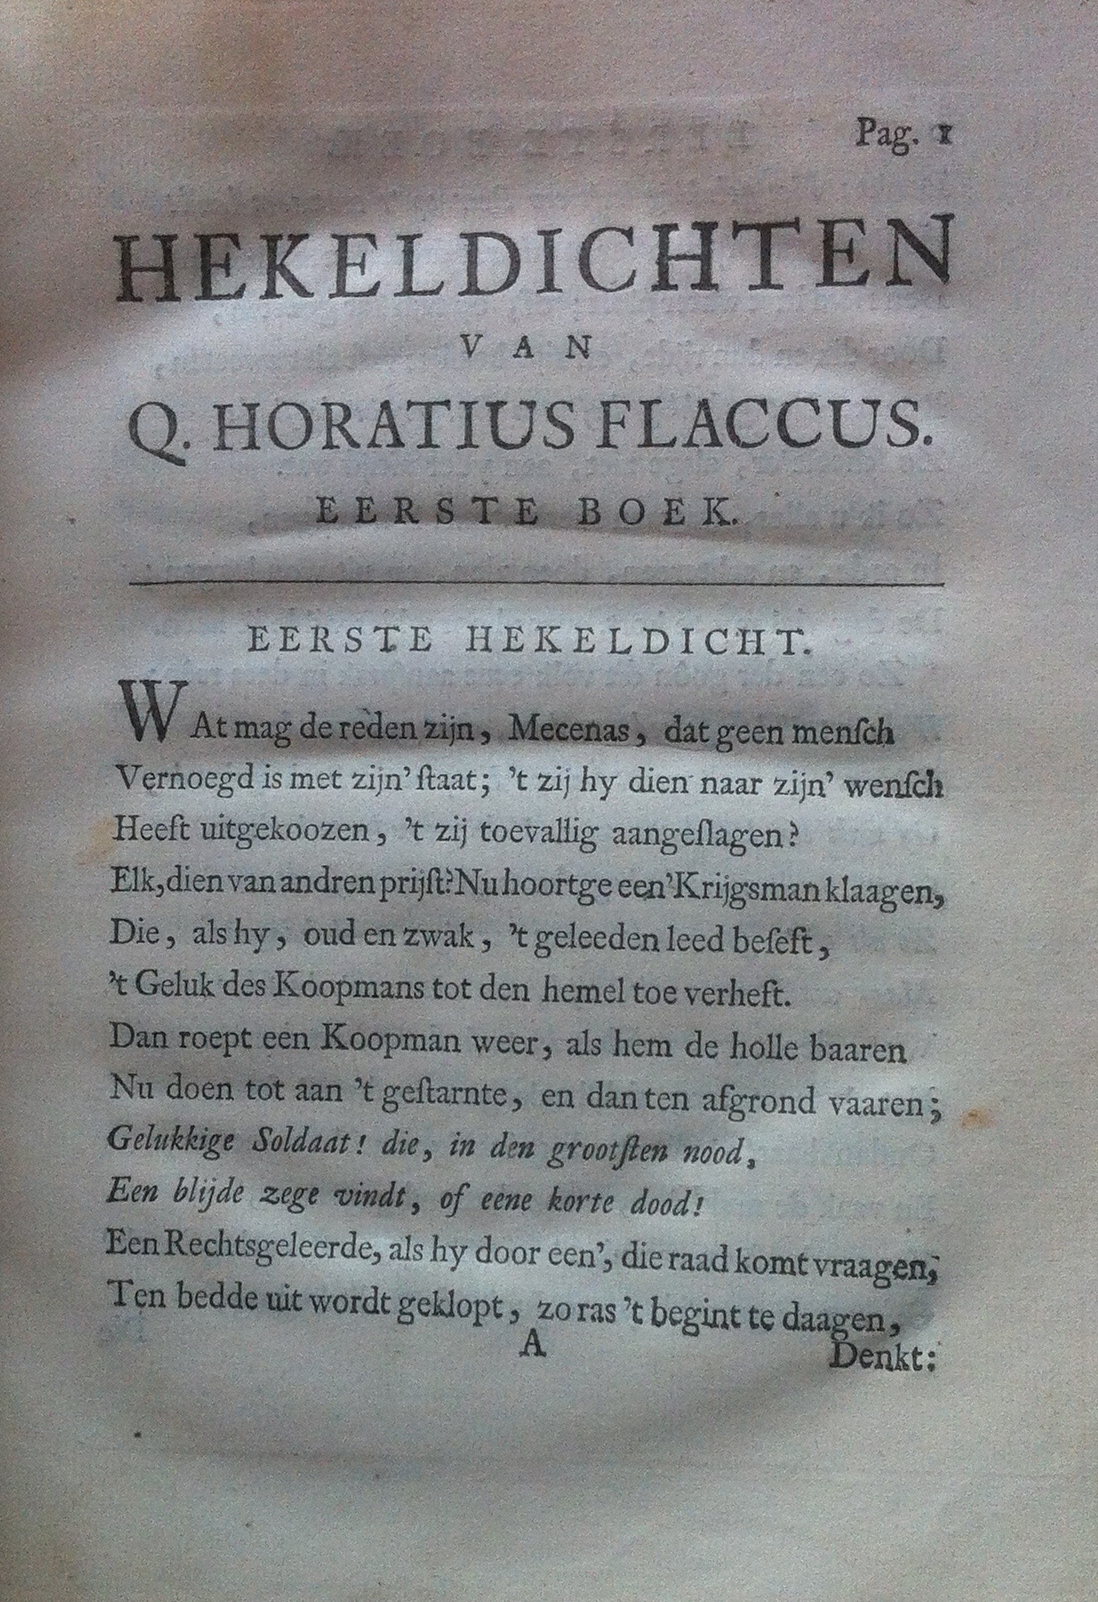 Pag. 1
HEKELDICHTEN
VAN
Q. HORATIUS FLACCUS.
EERSTE BOEK.
EERSTE HEKELDICHT.
WAt mag de reden zijn, Mecenas, dat geen menſch
Vernoegd is met zijn' ſtaat; 't zij hy dien naar zijn' wenſch
Heeft uitgekoozen, 't zij toevallig aangeſlagen?
Elk, dien van andren prijſt? Nu hoortge een' Krijgsman klaagen,
Die, als hy, oud en zwak, 't geleeden leed beſeft,
't Geluk des Koopmans tot den hemel toe verheft.
Dan roept een Koopman weer, als hem de holle baaren
Nu doen tot aan 't geſtarnte, en dan ten afgrond vaaren;
Gelukkige Soldaat! die, in den grootſten nood,
Een blijde zege vindt, of eene korte dood!
Een Rechtsgeleerde, als hy door een', die raad komt vraagen,
Ten bedde uit wordt geklopt, zo ras 't begint te daagen,
A
Denkt: